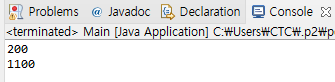 Problems @ Javadoc Declaration Console
<terminated> Main [Java Application] C:₩Users₩CTC₩.p2₩p
200
1100